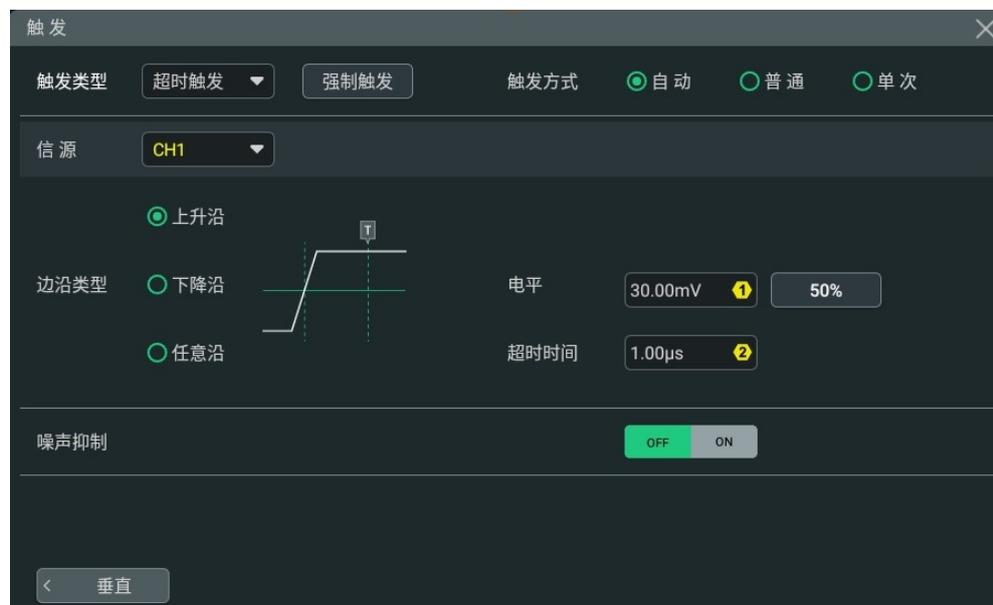 触发
触发类型 超时触发 强制触发 触发方式 自动 普通 单次
信源 CH1
上升沿
T
边沿类型 下降沿 电平 30.00mV 1 50%
任意沿 超时时间 1.00μs 2
噪声抑制 OFF ON
垂直